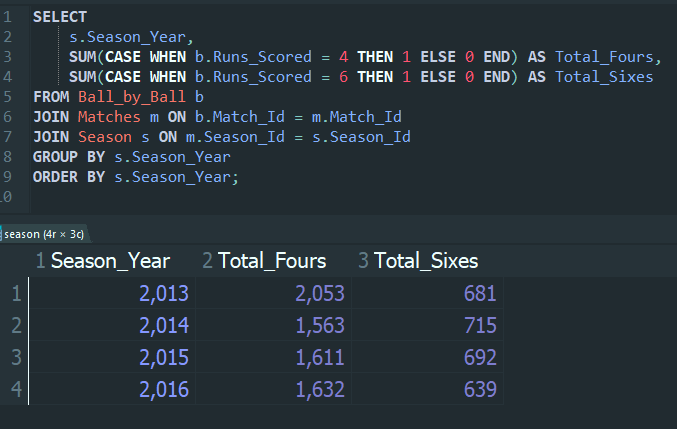 1 SELECT
2 s.Season_Year,
3 SUM(CASE WHEN b.Runs_Scored = 4 THEN 1 ELSE 0 END) AS Total_Fours,
4 SUM(CASE WHEN b.Runs_Scored = 6 THEN 1 ELSE 0 END) AS Total_Sixes
5 FROM Ball_by_Ball b
6 JOIN Matches m ON b.Match_Id = m.Match_Id
7 JOIN Season s ON m.Season_Id = s.Season_Id
8 GROUP BY s.Season_Year
9 ORDER BY s.Season_Year;
0
season (4r × 3c)
1 Season_Year 2 Total_Fours 3 Total_Sixes
1 2,013 2,053 681
2 2,014 1,563 715
3 2,015 1,611 692
4 2,016 1,632 639